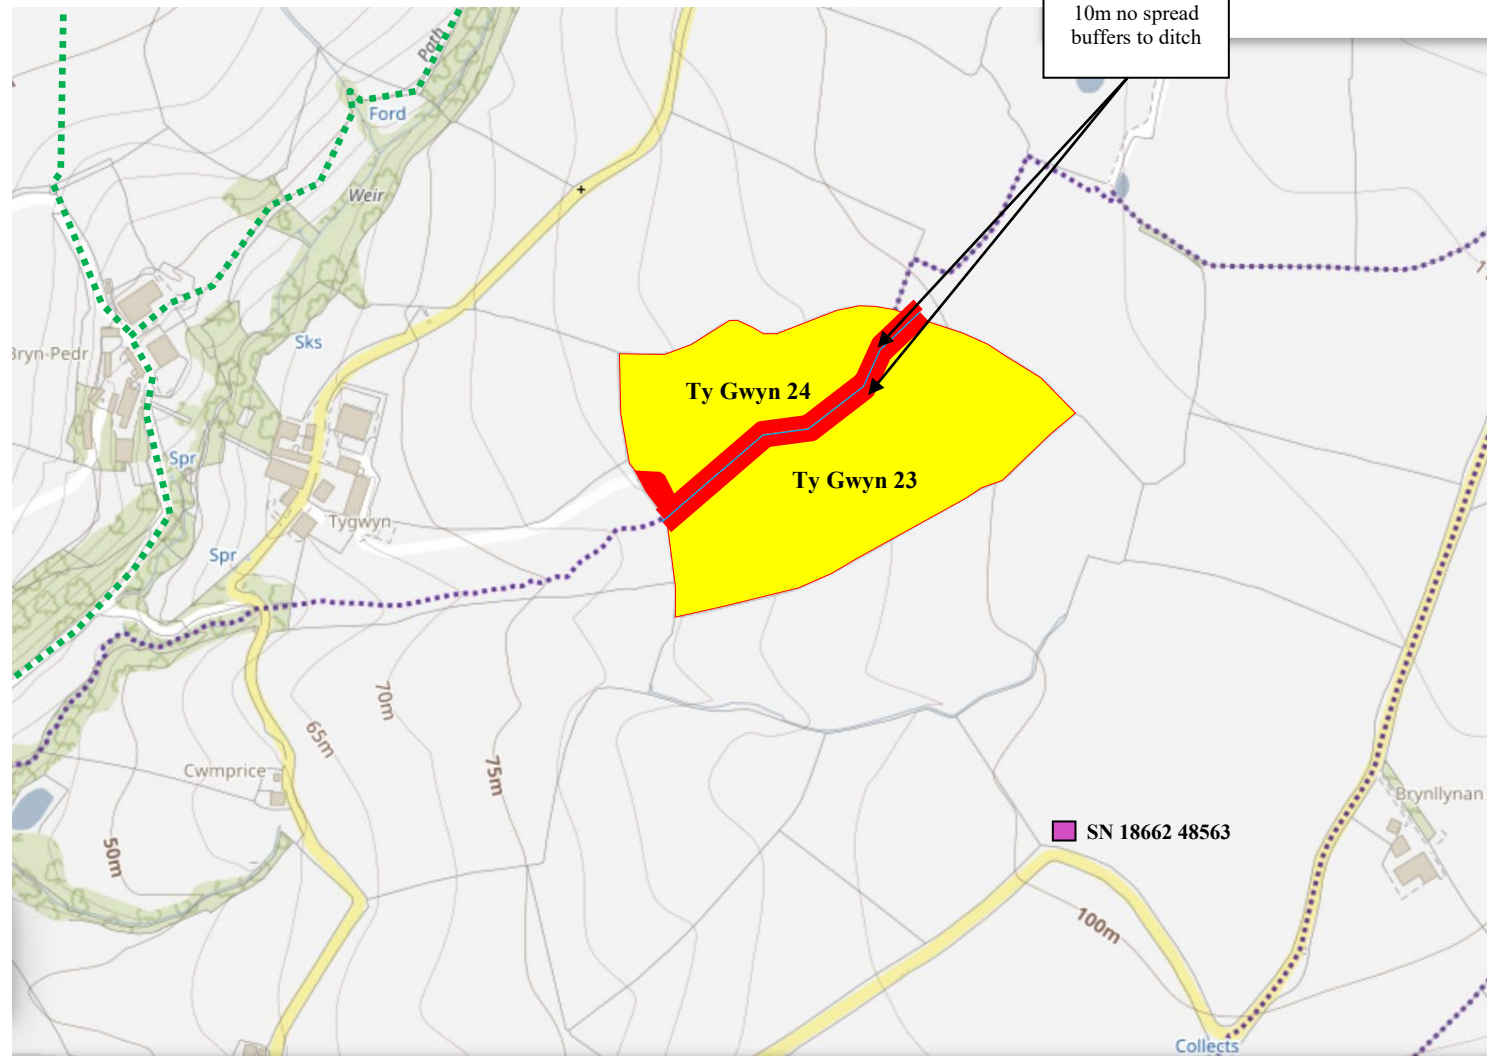 10m no spread
buffers to ditch
Path
Ford
Weir
Sks
Bryn-Pedr
Ty Gwyn 24
Ty Gwyn 23
Spr
Tygwyn
Spr
70m
65m
75m
Cwmprice
50m
Brynllynan
SN 18662 48563
100m
Collects